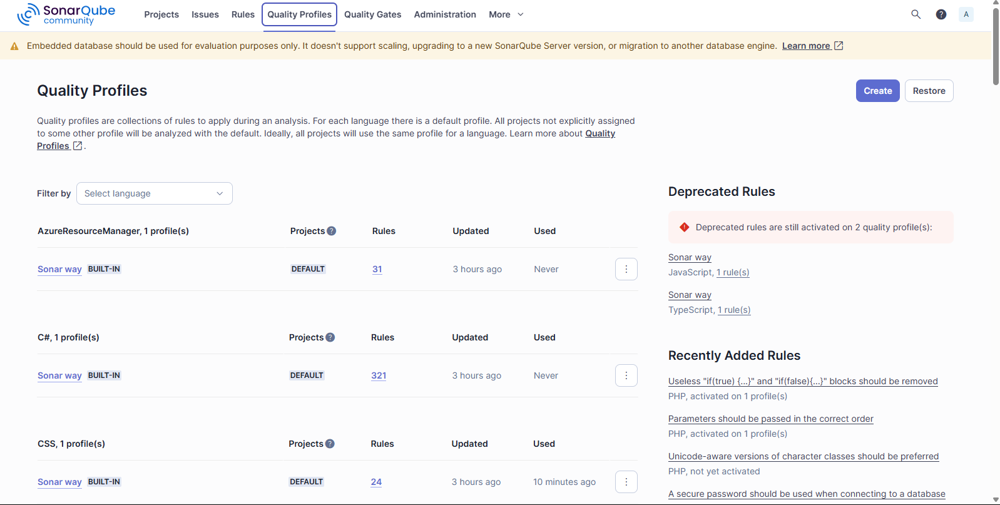 SonarQube
community
Projects
Issues
Rules
Quality Profiles
Quality Gates
Administration
More
?
A
Embedded database should be used for evaluation purposes only. It doesn't support scaling, upgrading to a new SonarQube Server version, or migration to another database engine. Learn more
Quality Profiles
Create
Restore
Quality profiles are collections of rules to apply during an analysis. For each language there is a default profile. All projects not explicitly assigned
to some other profile will be analyzed with the default. Ideally, all projects will use the same profile for a language. Learn more about Quality
Profiles .
Filter by
Select language
AzureResourceManager, 1 profile(s)
Projects ?
Rules
Updated
Used
Sonar way BUILT-IN
DEFAULT
31
3 hours ago
Never
C#, 1 profile(s)
Projects ?
Rules
Updated
Used
Sonar way BUILT-IN
DEFAULT
321
3 hours ago
Never
CSS, 1 profile(s)
Projects ?
Rules
Updated
Used
Sonar way BUILT-IN
DEFAULT
24
3 hours ago
10 minutes ago
Deprecated Rules
Deprecated rules are still activated on 2 quality profile(s):
Sonar way
JavaScript, 1 rule(s)
Sonar way
TypeScript, 1 rule(s)
Recently Added Rules
Useless "if(true) {...}" and "if(false){...}" blocks should be removed
PHP, activated on 1 profile(s)
Parameters should be passed in the correct order
PHP, activated on 1 profile(s)
Unicode-aware versions of character classes should be preferred
PHP, not yet activated
A secure password should be used when connecting to a database